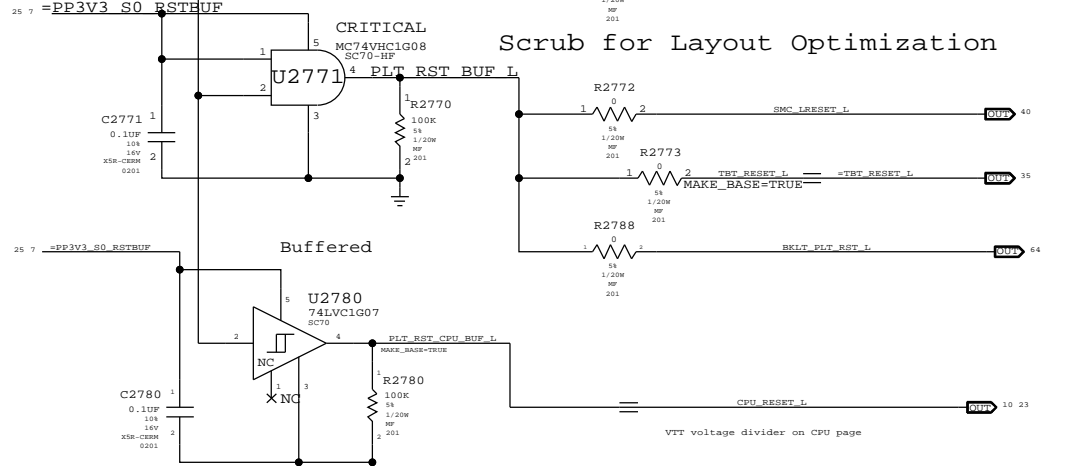 1/20W
MF
201
25 7 =PP3V3_S0_RSTBUF
CRITICAL
MC74VHC1G08
SC70-HF
Scrub for Layout Optimization
5
1
U2771
4
PLT_RST_BUF_L
2
3
C2771
1
0.1UF
10%
16V
X5R-CERM
0201
2
1
R2770
100K
5%
1/20W
MF
201
2
R2772
1
0
2
5%
1/20W
MF
201
SMC_LRESET_L
OUT
40
R2773
1
0
2
5%
1/20W
MF
201
TBT_RESET_L
MAKE_BASE=TRUE
=TBT_RESET_L
OUT
35
R2788
1
0
2
5%
1/20W
MF
201
BKLT_PLT_RST_L
OUT
64
25 7 =PP3V3_S0_RSTBUF
Buffered
5
U2780
74LVC1G07
SC70
2
4
NC
1
3
NC
PLT_RST_CPU_BUF_L
MAKE_BASE=TRUE
C2780
1
0.1UF
10%
16V
X5R-CERM
0201
2
1
R2780
100K
5%
1/20W
MF
201
2
CPU_RESET_L
OUT
10 23
VTT voltage divider on CPU page